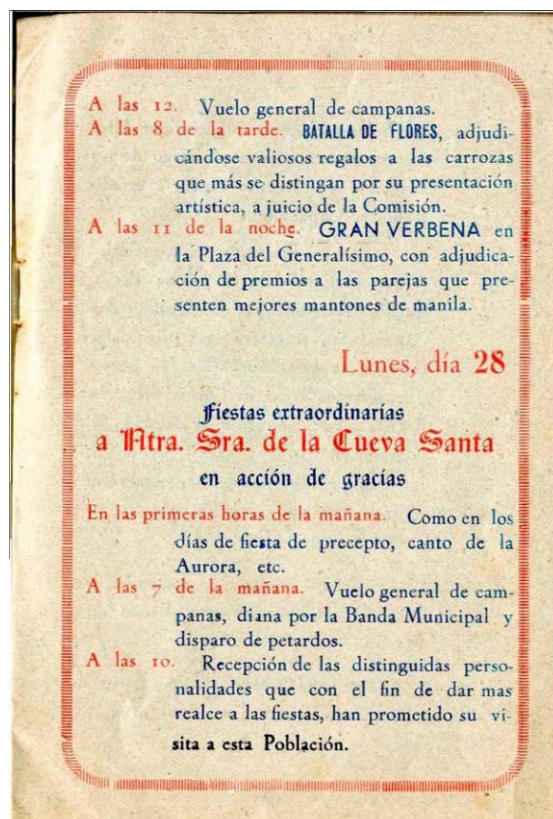 A las 12. Vuelo general de campanas.
A las 8 de la tarde. BATALLA DE FLORES, adjudi-
cándose valiosos regalos a las carrozas
que más se distingan por su presentación
artística, a juicio de la Comisión.
A las 11 de la noche. GRAN VERBENA en
la Plaza del Generalísimo, con adjudica-
ción de premios a las parejas que pre-
senten mejores mantones de manila.
Lunes, día 28
Fiestas extraordinarias
a Ntra. Sra. de la Cueva Santa
en acción de gracias
En las primeras horas de la mañana. Como en los
días de fiesta de precepto, canto de la
Aurora, etc.
A las 7 de la mañana. Vuelo general de cam-
panas, diana por la Banda Municipal y
disparo de petardos.
A las 10. Recepción de las distinguidas perso-
nalidades que con el fin de dar mas
realce a las fiestas, han prometido su vi-
sita a esta Población.